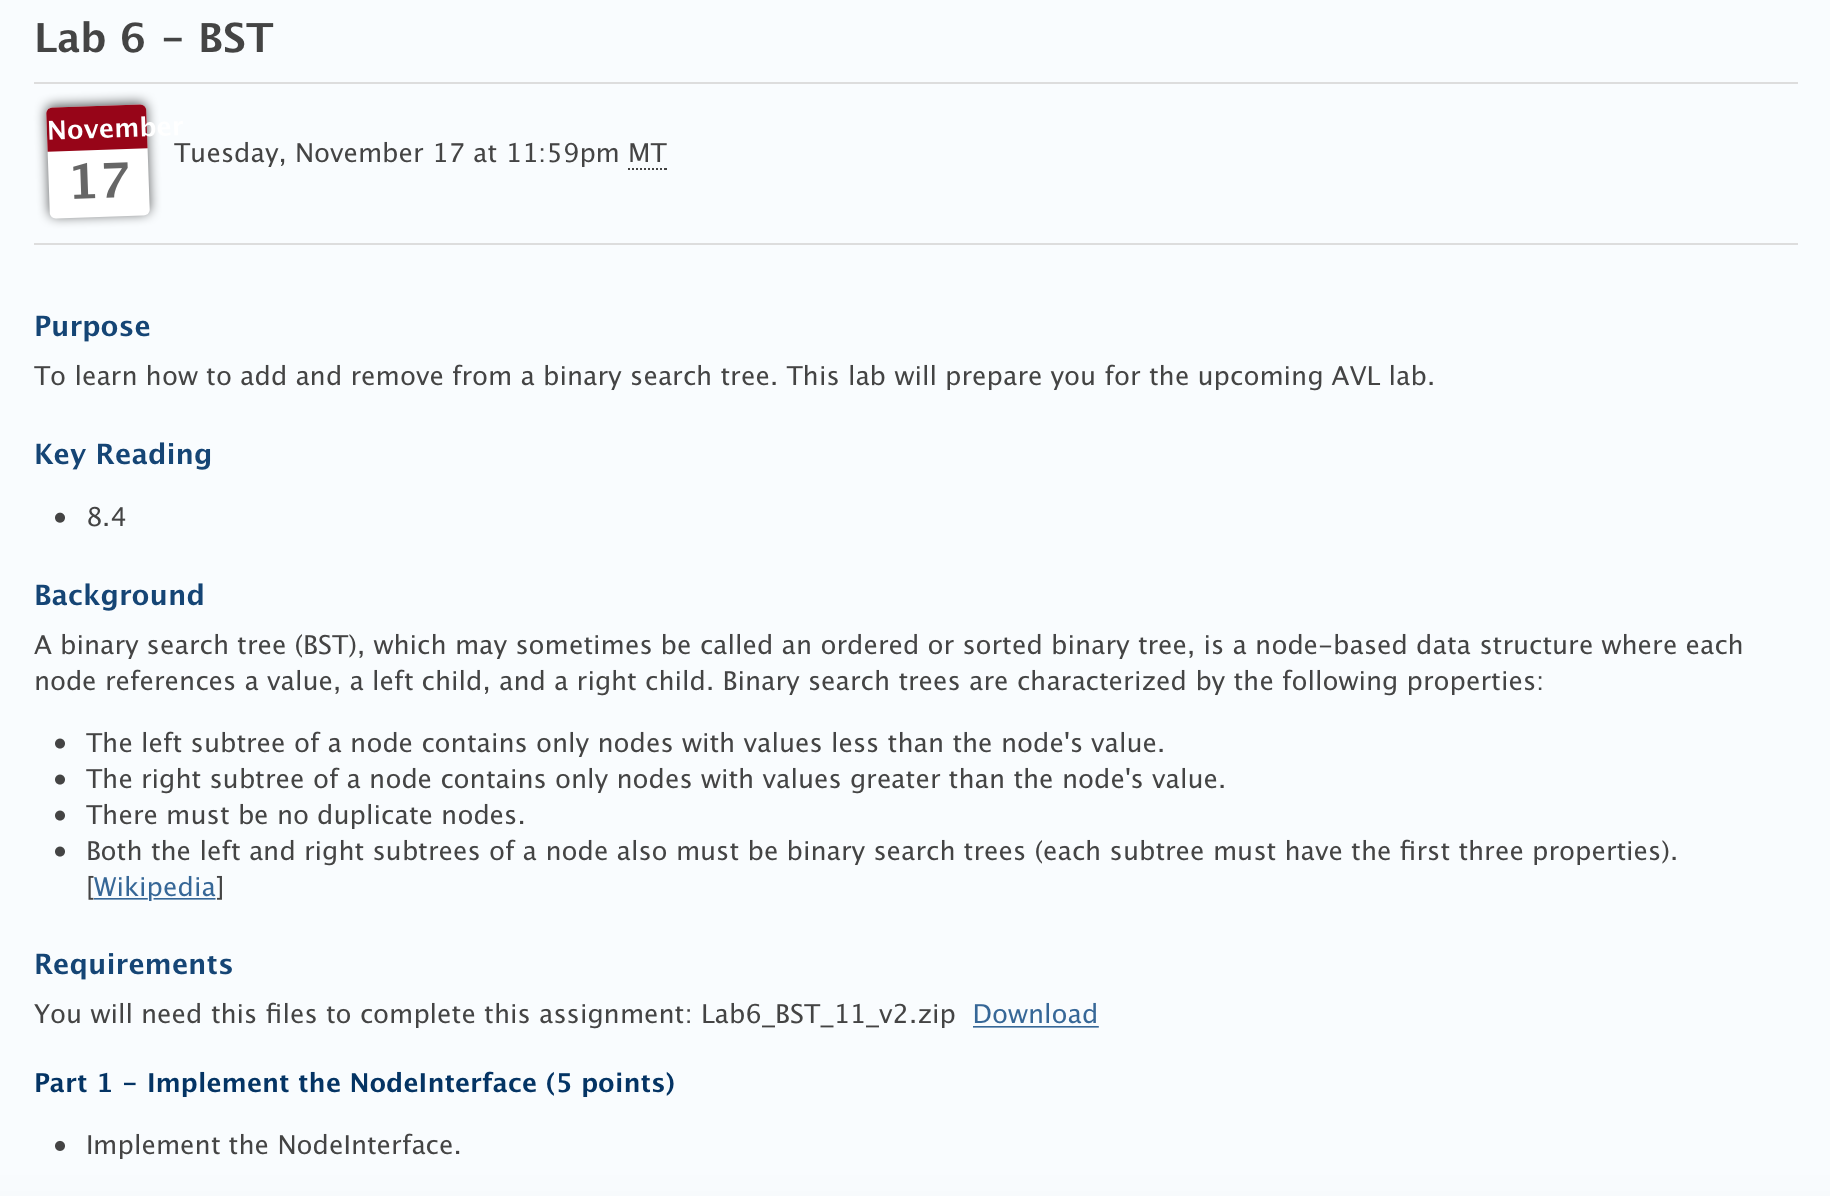 Lab 6 – BST
November
17
Tuesday, November 17 at 11:59pm MT
Purpose
To learn how to add and remove from a binary search tree. This lab will prepare you for the upcoming AVL lab.
Key Reading
• 8.4
Background
A binary search tree (BST), which may sometimes be called an ordered or sorted binary tree, is a node-based data structure where each
node references a value, a left child, and a right child. Binary search trees are characterized by the following properties:
• The left subtree of a node contains only nodes with values less than the node's value.
• The right subtree of a node contains only nodes with values greater than the node's value.
• There must be no duplicate nodes.
• Both the left and right subtrees of a node also must be binary search trees (each subtree must have the first three properties).
[Wikipedia]
Requirements
You will need this files to complete this assignment: Lab6_BST_11_v2.zip Download
Part 1 – Implement the NodeInterface (5 points)
• Implement the NodeInterface.